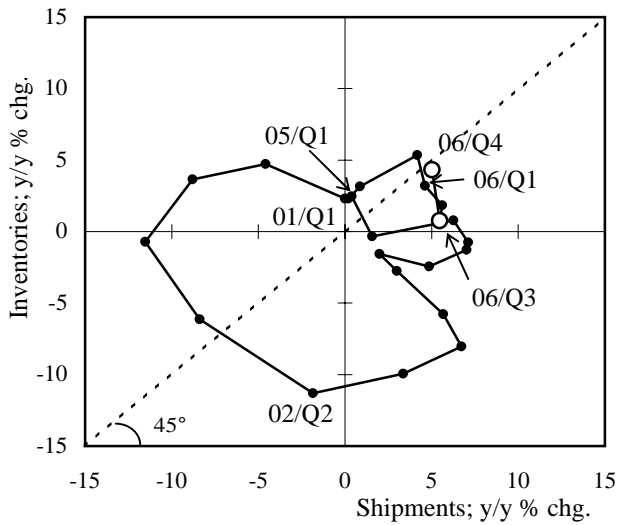 15
10
05/Q1
06/Q4
5
06/Q1
01/Q1
0
06/Q3
-5
-10
02/Q2
45°
-15
-15 -10 -5 0 5 10 15
Shipments; y/y % chg.
Inventories; y/y % chg.